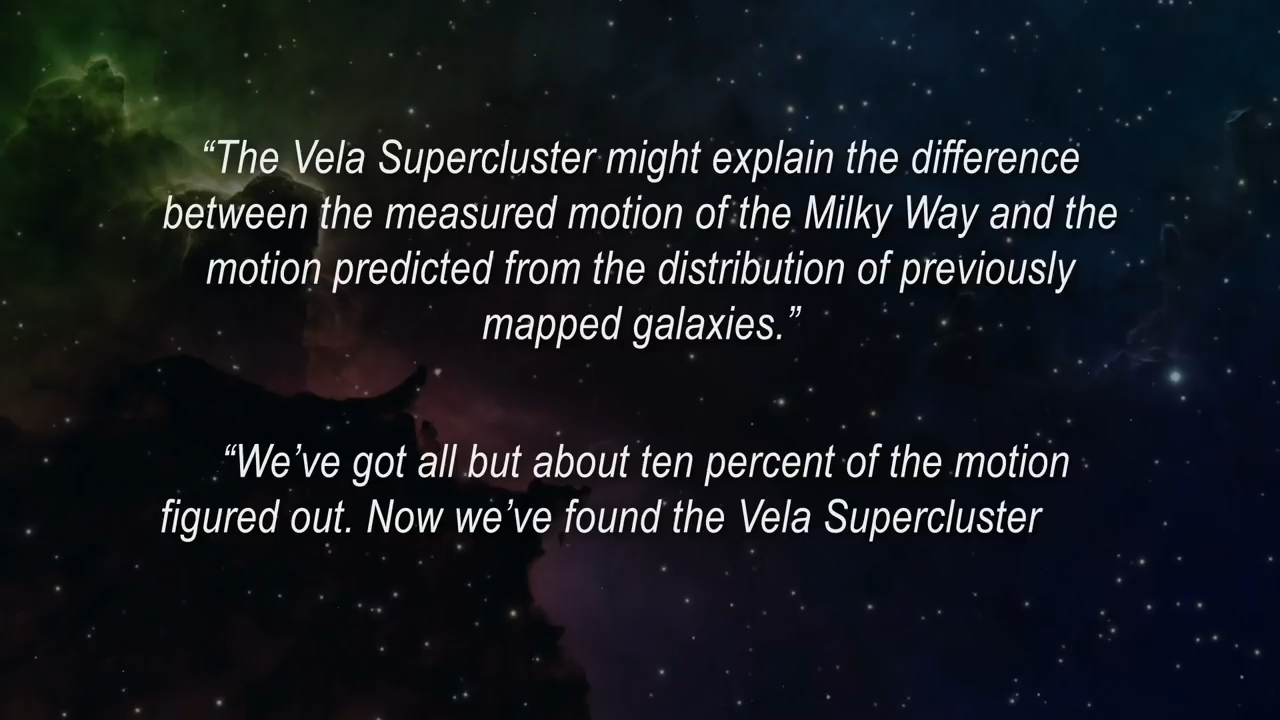 “The Vela Supercluster might explain the difference
between the measured motion of the Milky Way and the
motion predicted from the distribution of previously
mapped galaxies.”
“We’ve got all but about ten percent of the motion
figured out. Now we’ve found the Vela Supercluster